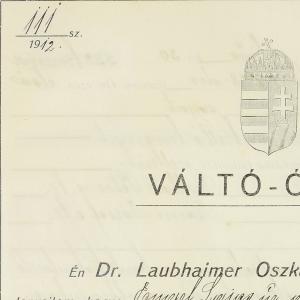 111 sz.
1912.
VÁLTÓ-Ó
Én Dr. Laubhaimer Oszk